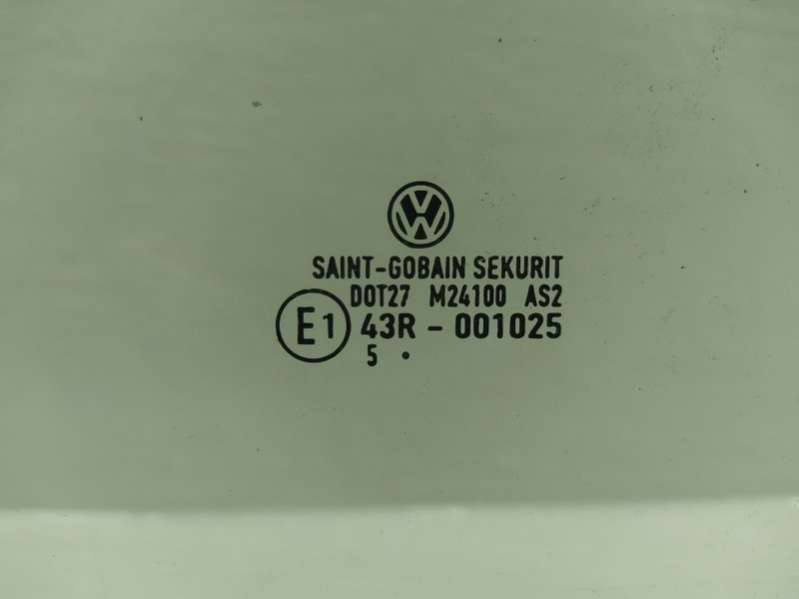 SAINT-GOBAIN SEKURIT
DOT27 M24100 AS2
E1 43R - 001025
5 •